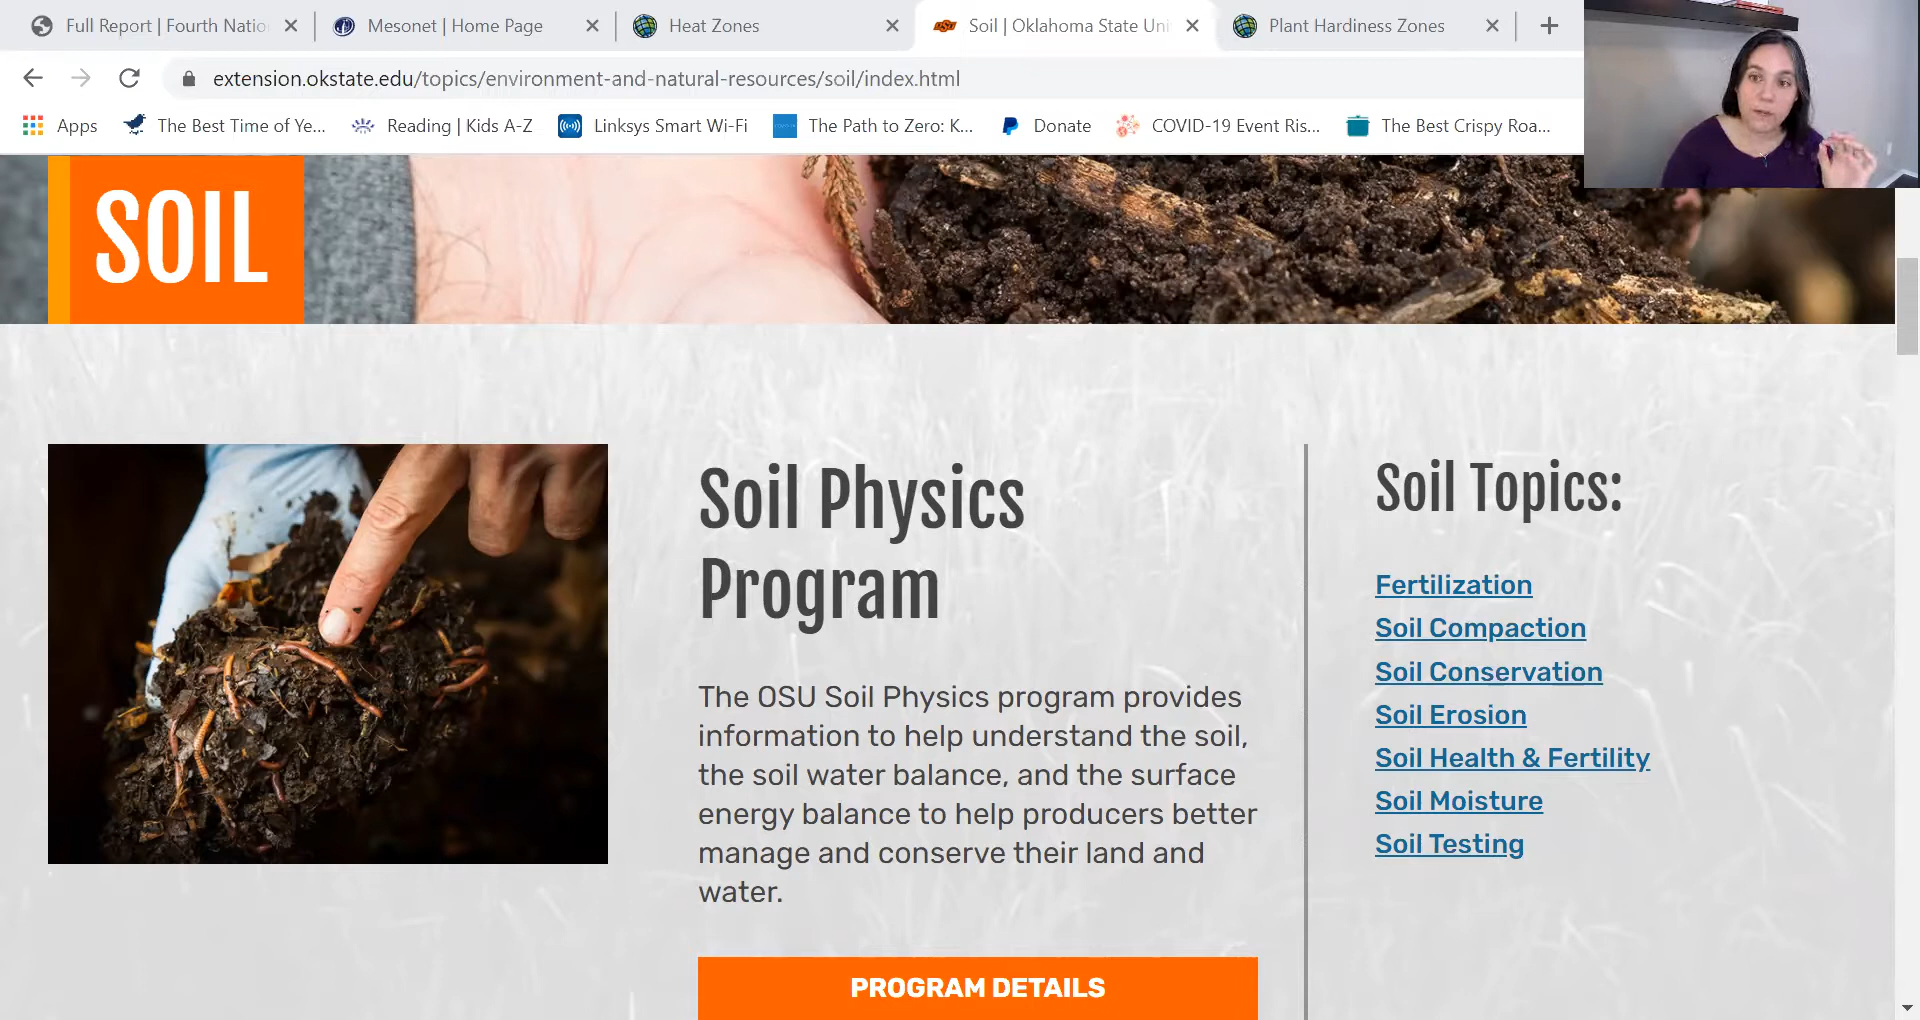 Full Report | Fourth Natio
Mesonet | Home Page
Heat Zones
Soil | Oklahoma State Uni
Plant Hardiness Zones
extension.okstate.edu/topics/environment-and-natural-resources/soil/index.html
Apps
The Best Time of Ye...
Reading | Kids A-Z
Linksys Smart Wi-Fi
The Path to Zero: K...
Donate
COVID-19 Event Ris...
The Best Crispy Roa...
SOIL
Soil Physics
Program
The OSU Soil Physics program provides
information to help understand the soil,
the soil water balance, and the surface
energy balance to help producers better
manage and conserve their land and
water.
PROGRAM DETAILS
Soil Topics:
Fertilization
Soil Compaction
Soil Conservation
Soil Erosion
Soil Health & Fertility
Soil Moisture
Soil Testing